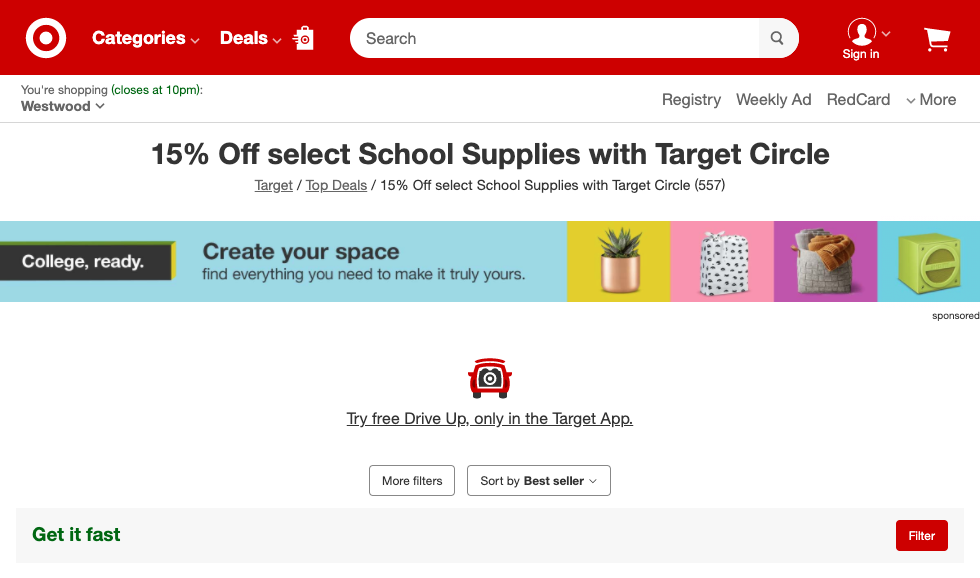 Categories
Deals
Search
Sign in
You're shopping (closes at 10pm):
Westwood
Registry
Weekly Ad
RedCard
More
15% Off select School Supplies with Target Circle
Target / Top Deals / 15% Off select School Supplies with Target Circle (557)
College, ready.
Create your space
find everything you need to make it truly yours.
sponsored
Try free Drive Up, only in the Target App.
More filters
Sort by Best seller
Get it fast
Filter